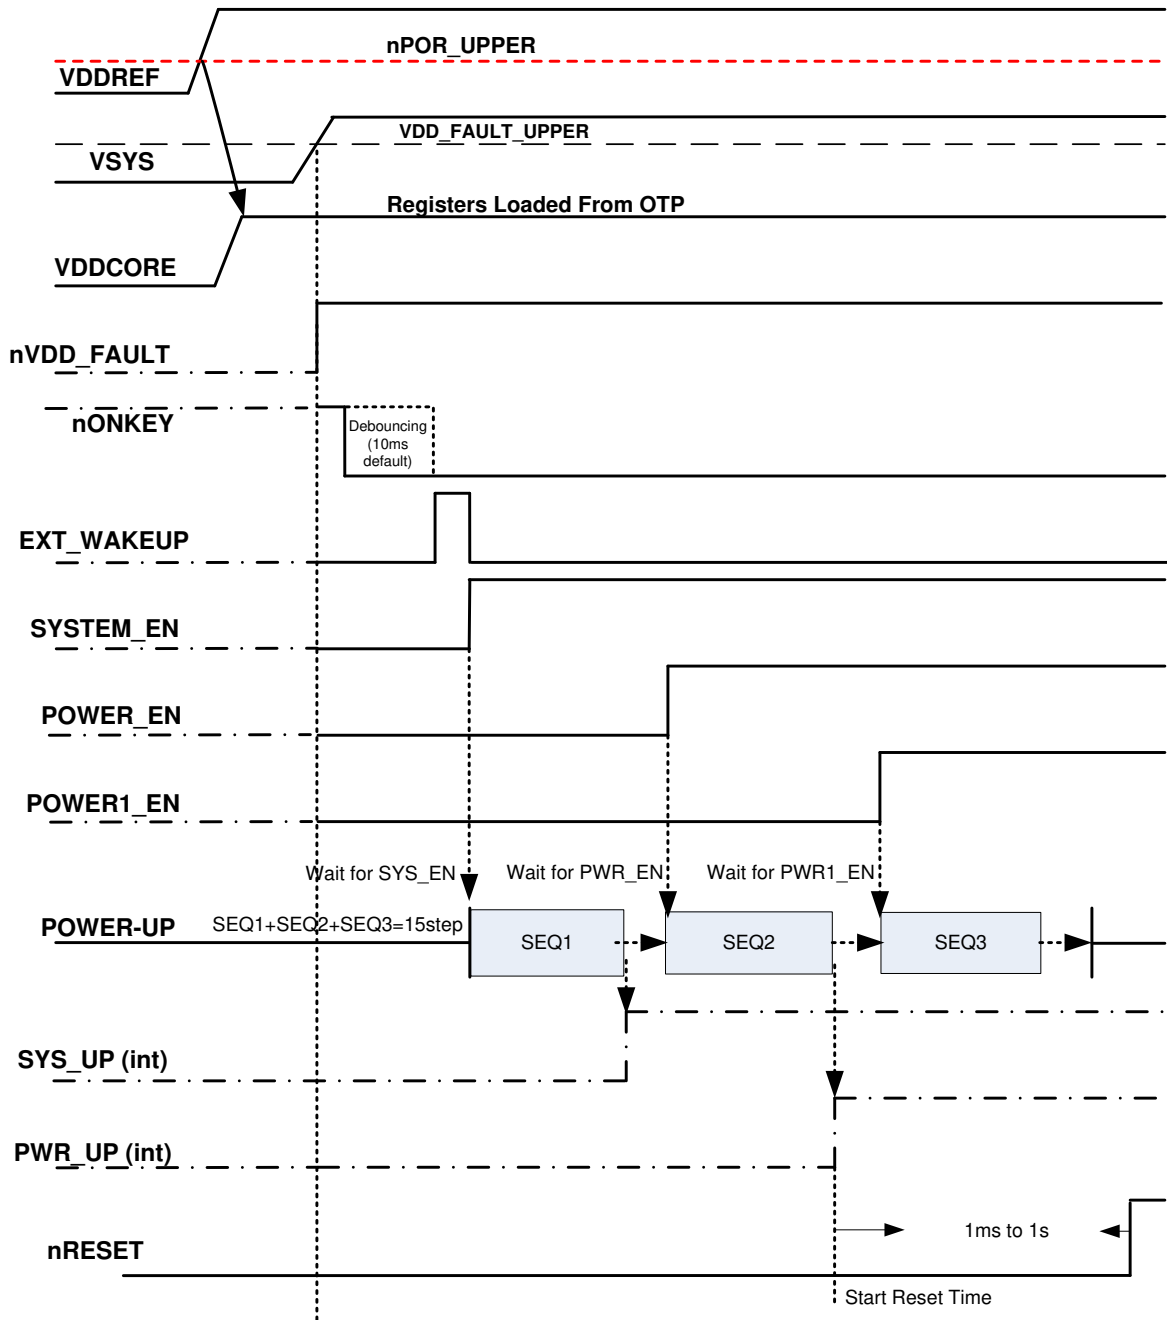 nPOR_UPPER
VDDREF
VDD_FAULT_UPPER
VSYS
Registers Loaded From OTP
VDDCORE
nVDD_FAULT
nONKEY
Debouncing
(10ms
default)
EXT_WAKEUP
SYSTEM_EN
POWER_EN
POWER1_EN
Wait for SYS_EN
Wait for PWR_EN
Wait for PWR1_EN
POWER-UP
SEQ1+SEQ2+SEQ3=15step
SEQ1
SEQ2
SEQ3
SYS_UP (int)
PWR_UP (int)
1ms to 1s
nRESET
Start Reset Time